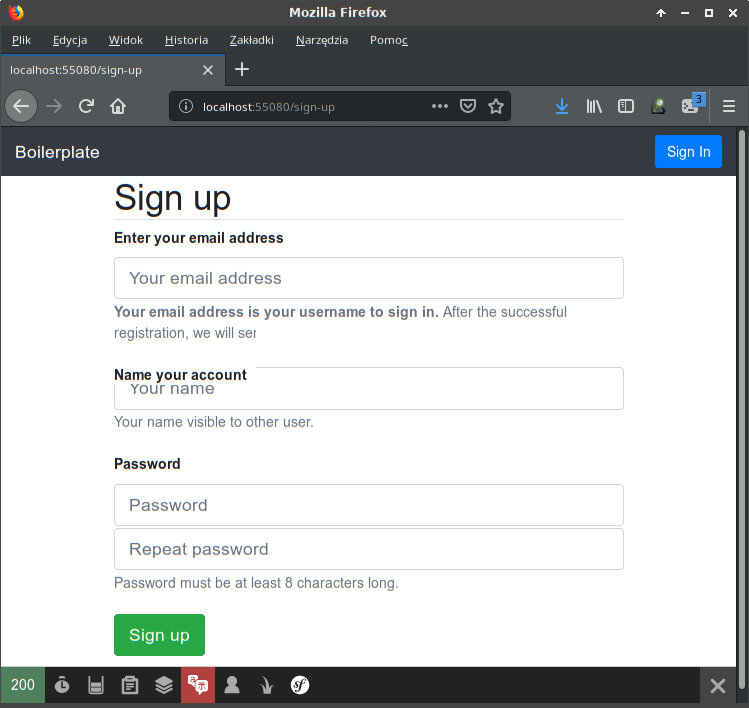 Mozilla Firefox
Plik Edycja Widok Historia Zakładki Narzędzia Pomoc
localhost:55080/sign-up
localhost:55080/sign-up
3
Boilerplate
Sign In
Sign up
Enter your email address
Your email address
Your email address is your username to sign in. After the successful
registration, we will
Name your account
Your name
Your name visible to other user.
Password
Password
Repeat password
Password must be at least 8 characters long.
Sign up
200
sf